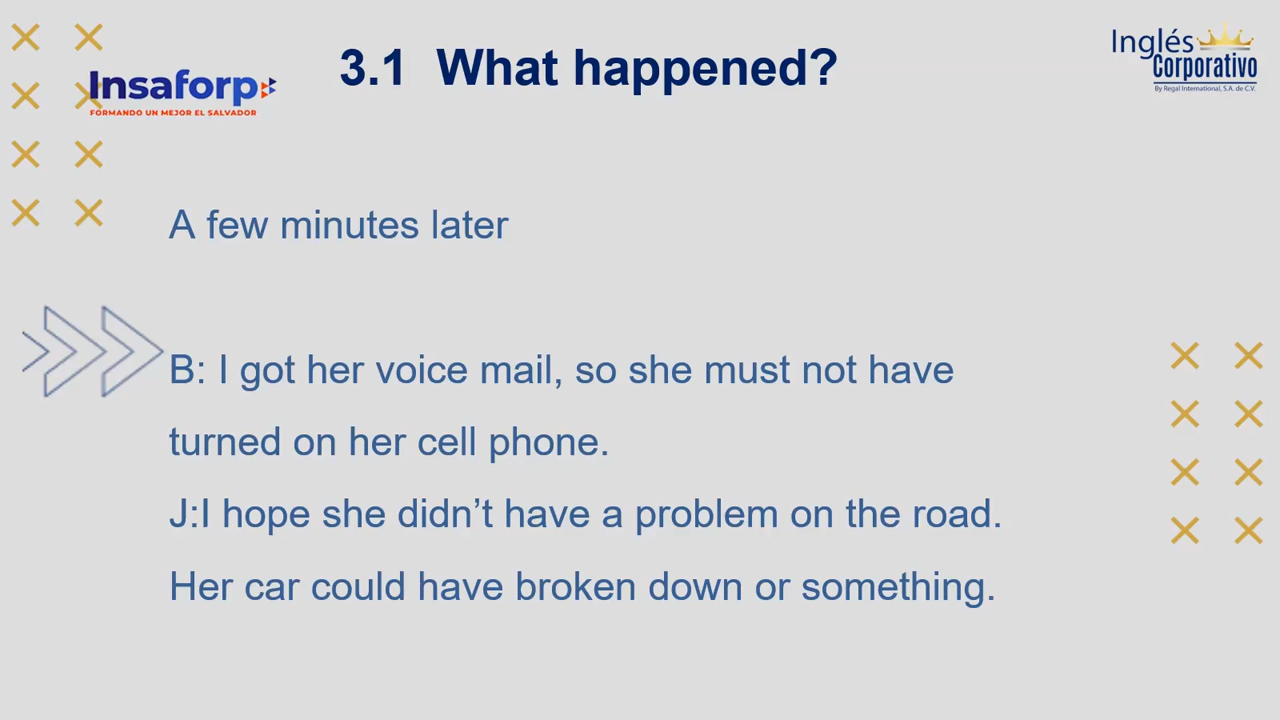 3.1 What happened?
Insaforp
FORMANDO UN MEJOR EL SALVADOR
Inglés
Corporativo
By Regal International, S.A. de C.V.
A few minutes later
B: I got her voice mail, so she must not have
turned on her cell phone.
J:I hope she didn’t have a problem on the road.
Her car could have broken down or something.